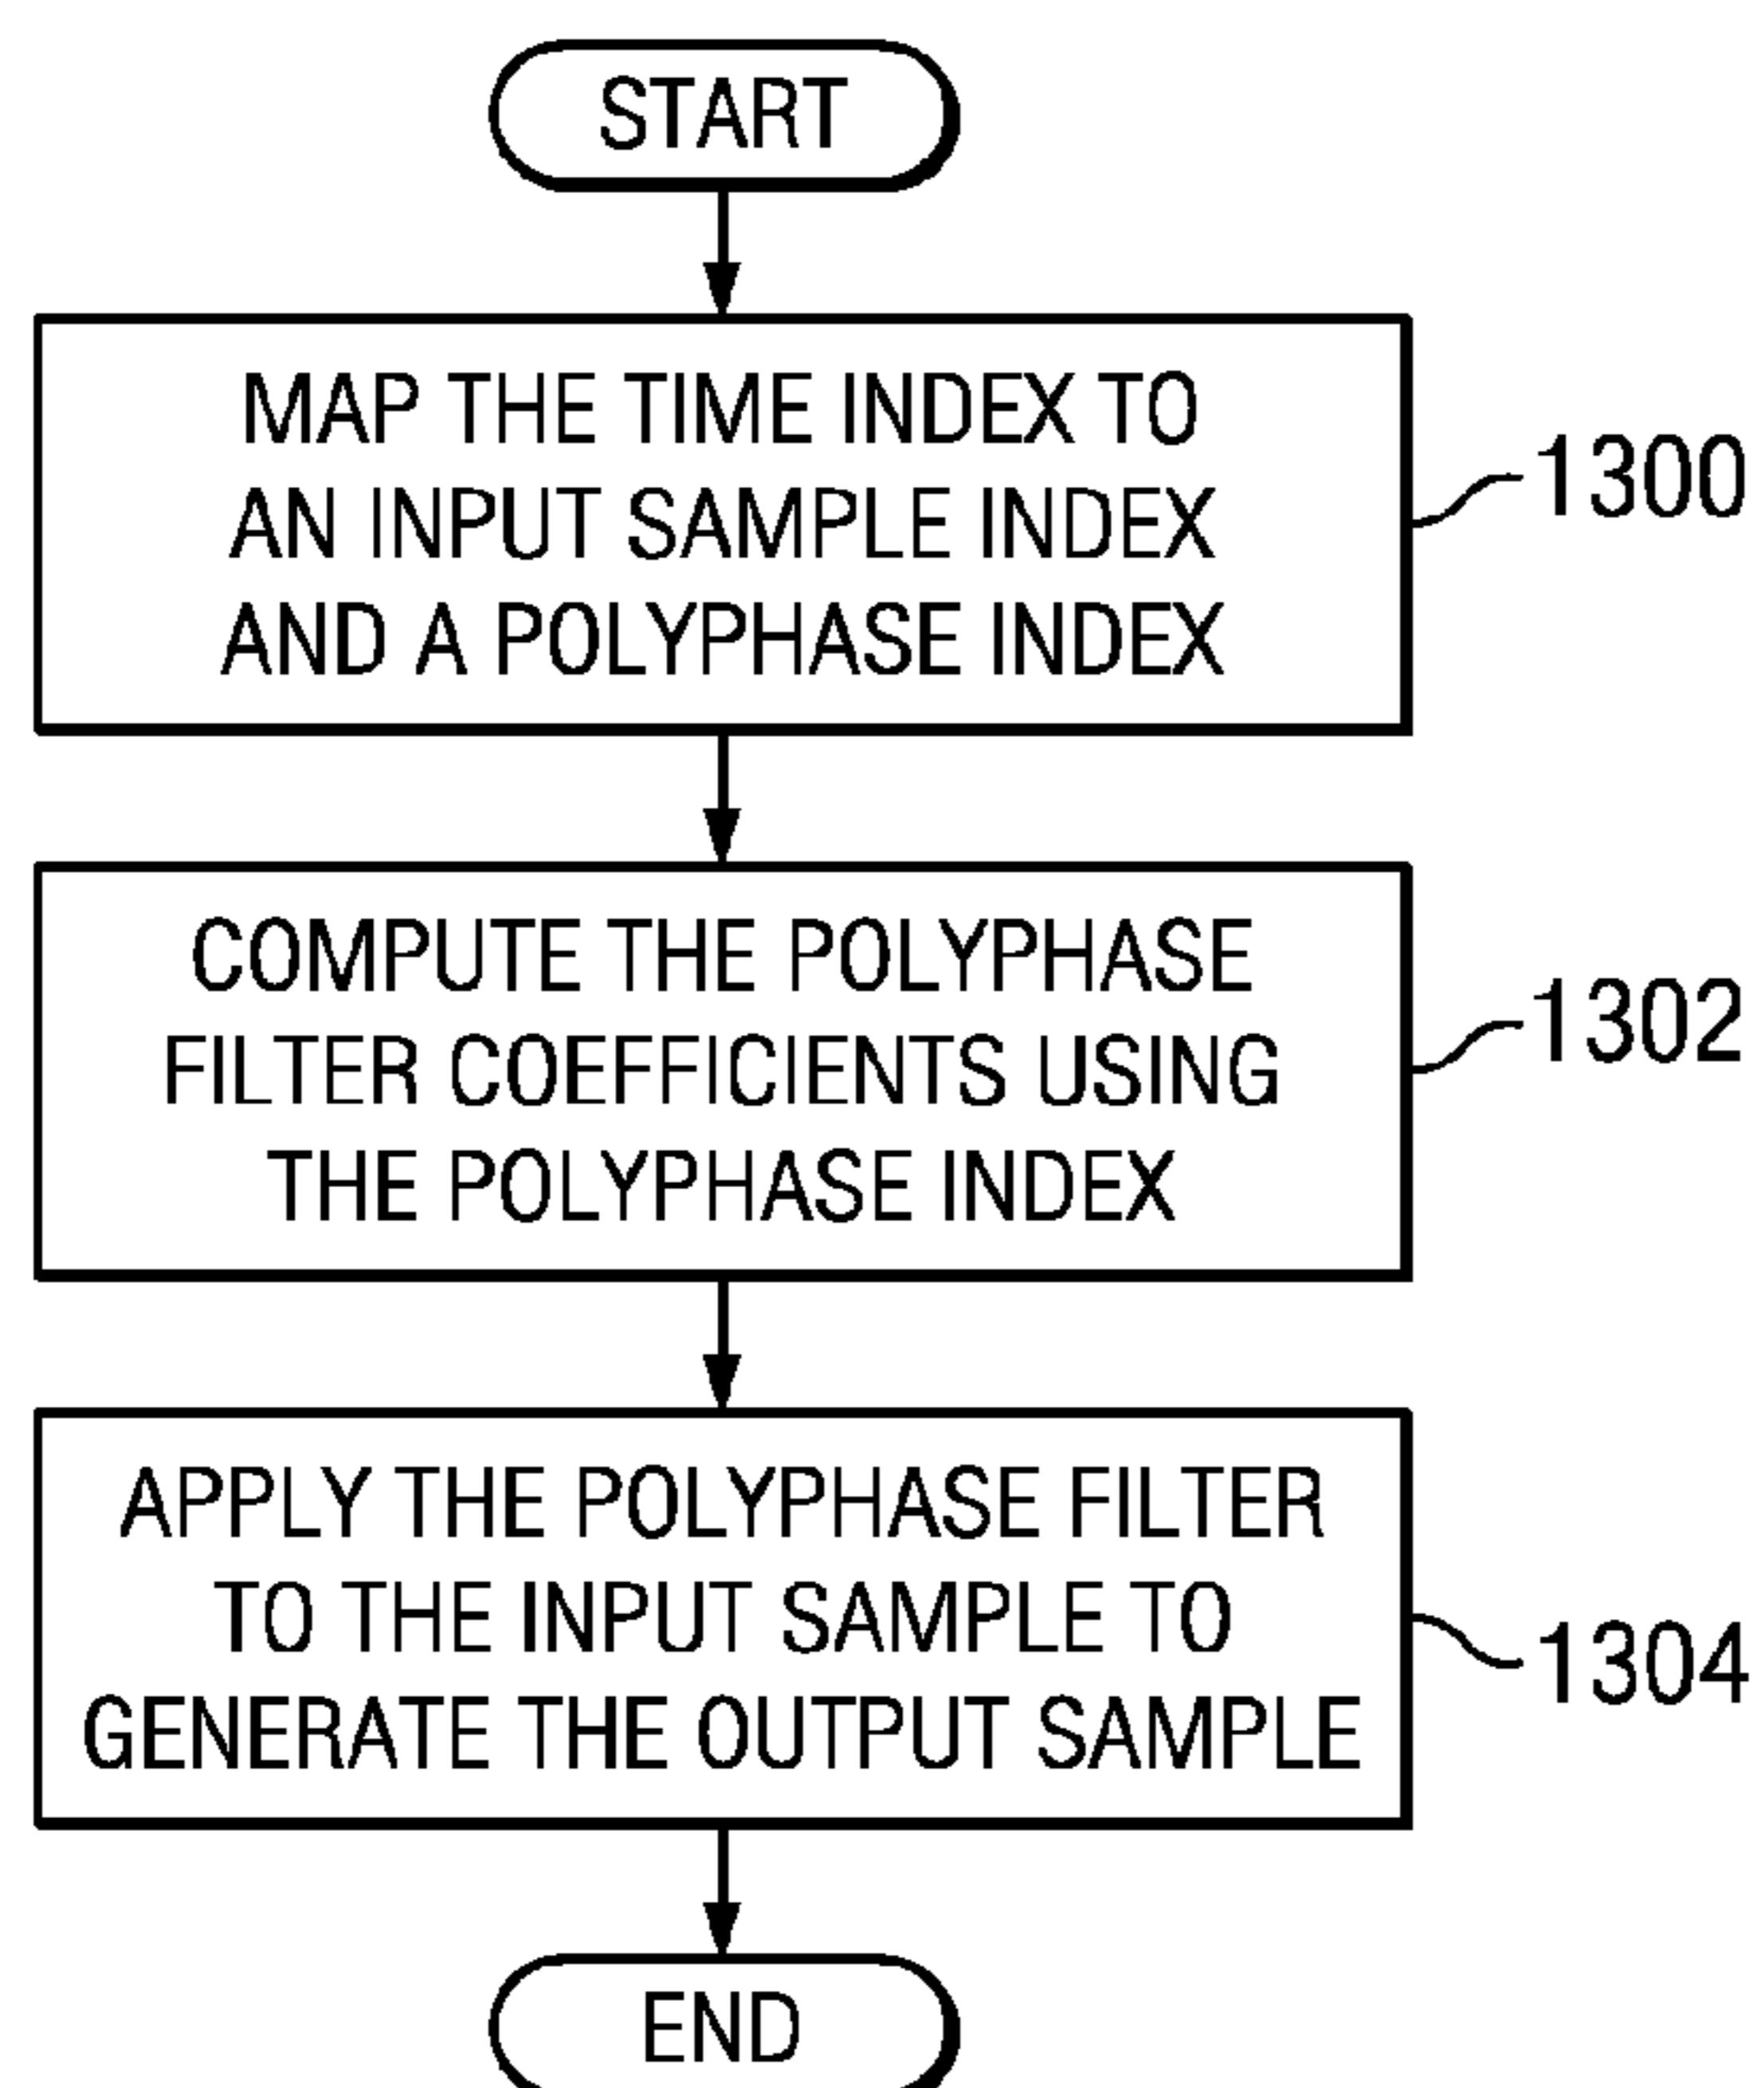 START
MAP THE TIME INDEX TO
AN INPUT SAMPLE INDEX
AND A POLYPHASE INDEX
1300
COMPUTE THE POLYPHASE
FILTER COEFFICIENTS USING
THE POLYPHASE INDEX
1302
APPLY THE POLYPHASE FILTER
TO THE INPUT SAMPLE TO
GENERATE THE OUTPUT SAMPLE
1304
END